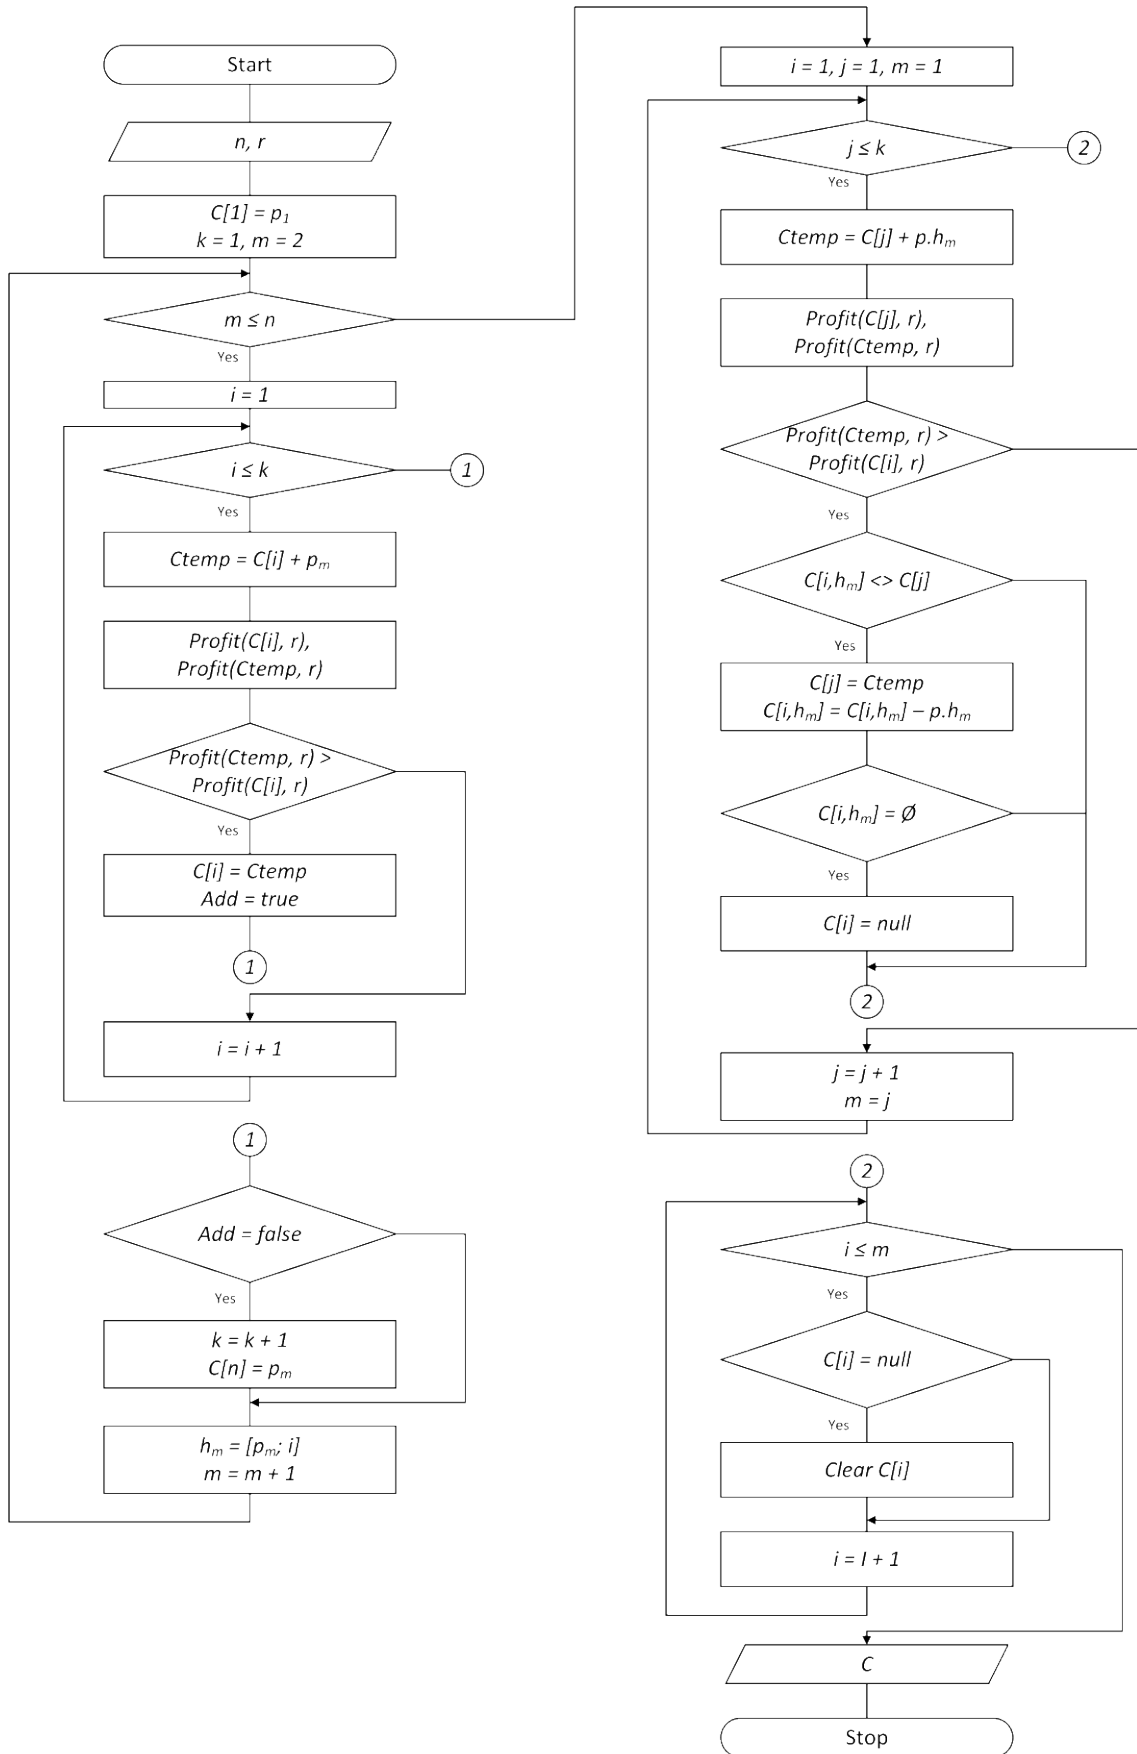 Start
n, r
C[1] = p₁
k = 1, m = 2
m ≤ n
Yes
i = 1
i ≤ k
1
Yes
Ctemp = C[i] + pₘ
Profit(C[i], r),
Profit(Ctemp, r)
Profit(Ctemp, r) >
Profit(C[i], r)
Yes
C[i] = Ctemp
Add = true
1
i = i + 1
1
Add = false
Yes
k = k + 1
C[n] = pₘ
hₘ = [pₘ; i]
m = m + 1
i = 1, j = 1, m = 1
j ≤ k
2
Yes
Ctemp = C[j] + p.hₘ
Profit(C[j], r),
Profit(Ctemp, r)
Profit(Ctemp, r) >
Profit(C[i], r)
Yes
C[i,hₘ] <> C[j]
Yes
C[j] = Ctemp
C[i,hₘ] = C[i,hₘ] – p.hₘ
C[i,hₘ] = Ø
Yes
C[i] = null
2
j = j + 1
m = j
2
i ≤ m
Yes
C[i] = null
Yes
Clear C[i]
i = I + 1
C
Stop